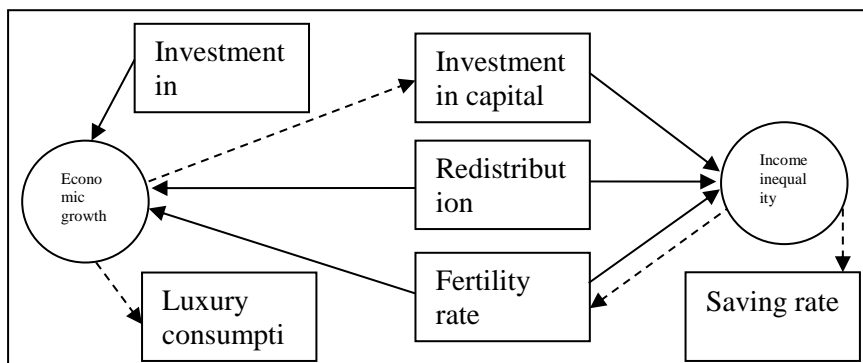 Investment
in
Investment
in capital
Econo
mic
growth
Redistribut
ion
Income
inequal
ity
Luxury
consumpti
Fertility
rate
Saving rate